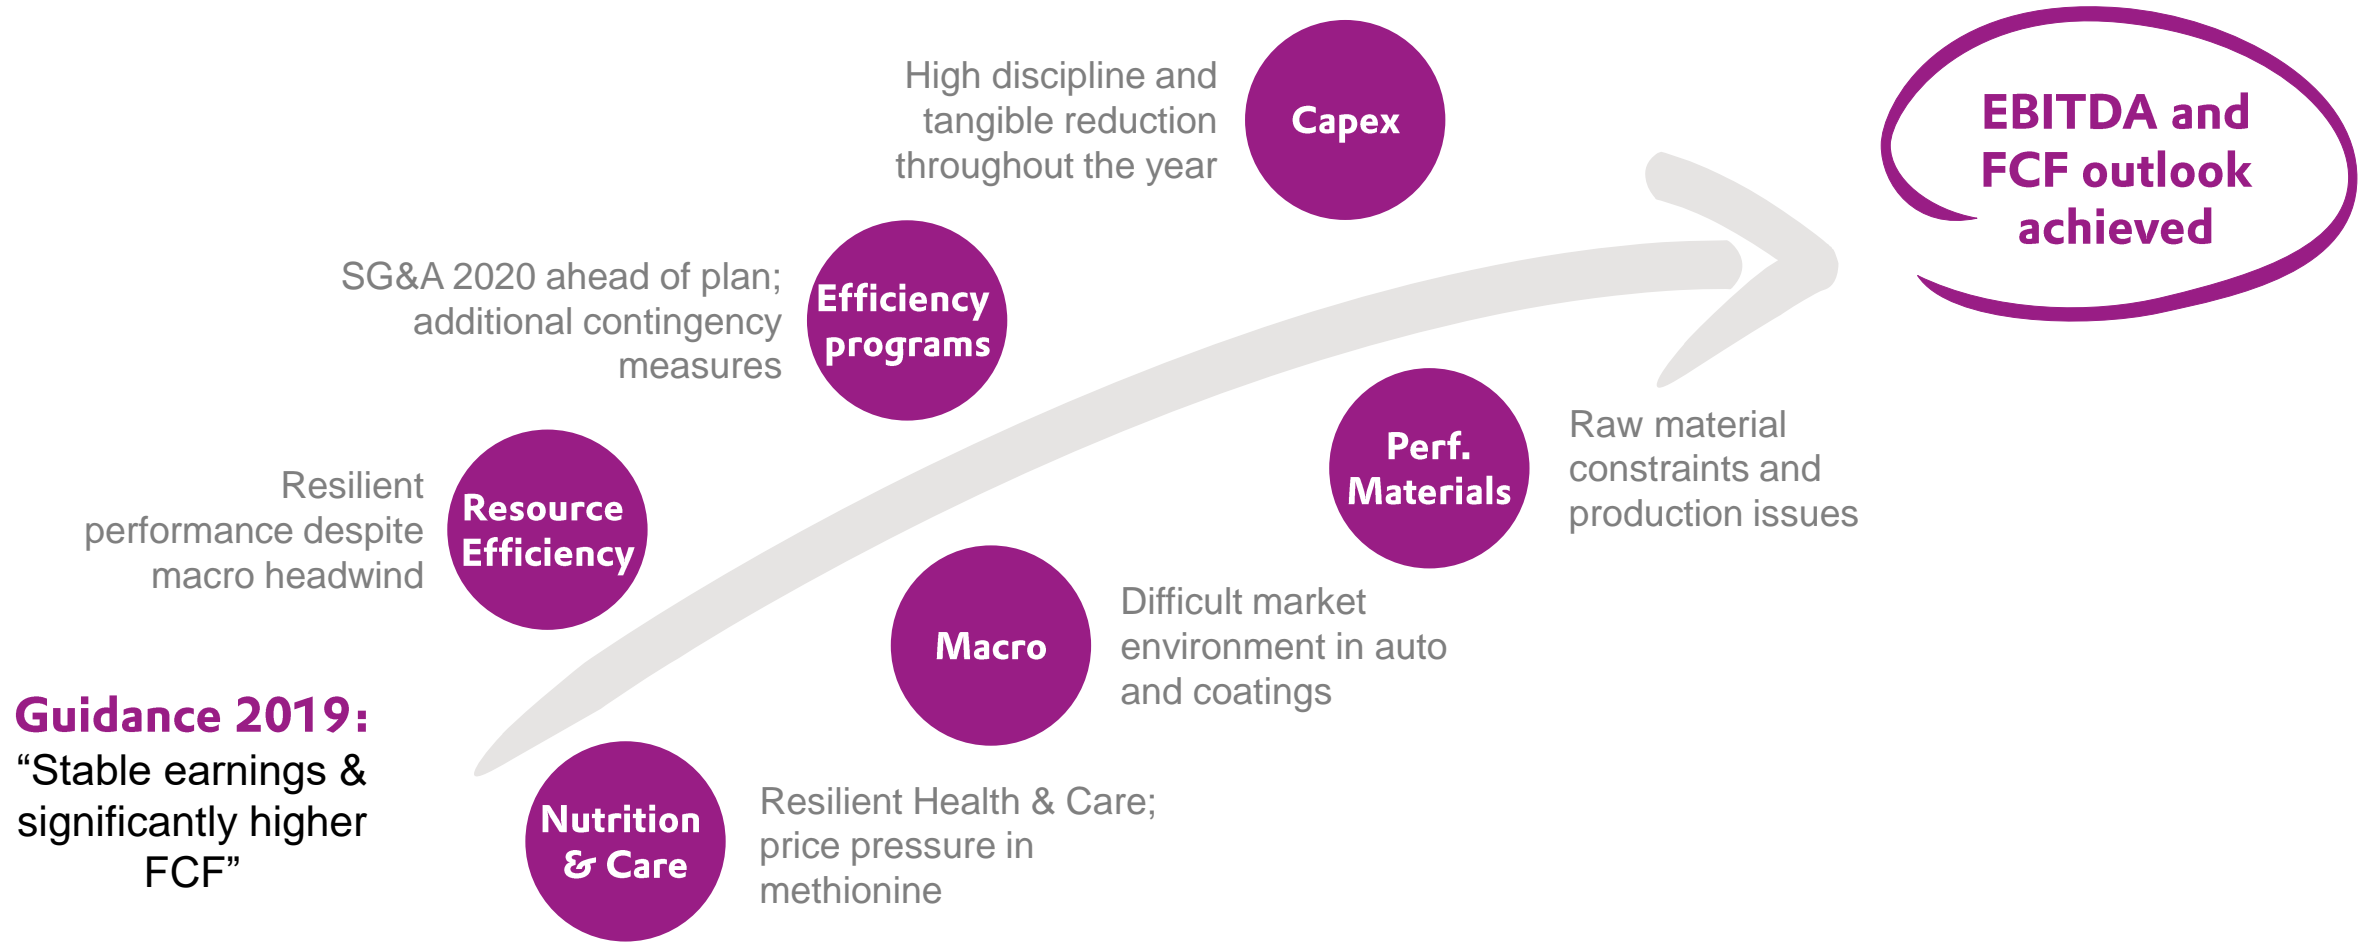 High discipline and
tangible reduction
throughout the year
Capex
EBITDA and
FCF outlook
achieved
SG&A 2020 ahead of plan;
additional contingency
measures
Efficiency
programs
Resilient
performance despite
macro headwind
Resource
Efficiency
Perf.
Materials
Raw material
constraints and
production issues
Macro
Difficult market
environment in auto
and coatings
Guidance 2019:
“Stable earnings &
significantly higher
FCF”
Nutrition
& Care
Resilient Health & Care;
price pressure in
methionine